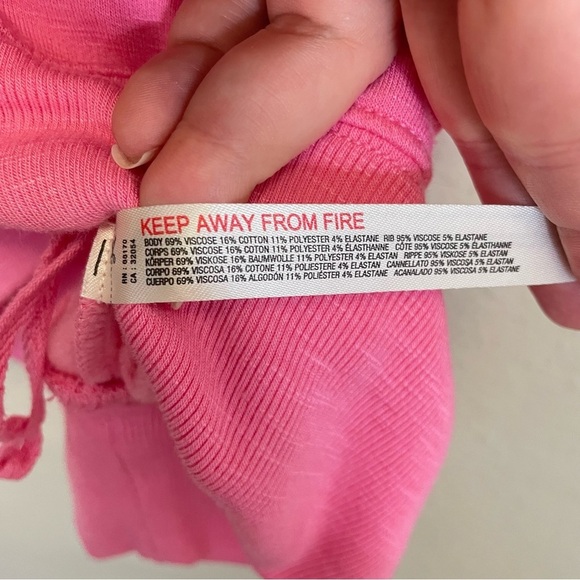 KEEP AWAY FROM FIRE
BODY 69% VISCOSE 16% COTTON 11% POLYESTER 4% ELASTANE RIB 95% VISCOSE 5% ELASTANE
CORPS 69% VISCOSE 16% COTON 11% POLYESTER 4% ÉLASTHANNE CÔTE 95% VISCOSE 5% ÉLASTHANNE
KÖRPER 69% VISKOSE 16% BAUMWOLLE 11% POLYESTER 4% ELASTAN RIPPE 95% VISKOSE 5% ELASTAN
CORPO 69% VISCOSA 16% COTONE 11% POLIESTERE 4% ELASTAN CANNELLATO 95% VISCOSA 5% ELASTAN
CUERPO 69% VISCOSA 16% ALGODÓN 11% POLIÉSTER 4% ELASTAN ACANALADO 95% VISCOSA 5% ELASTAN
RN : 66170
CA : 32054